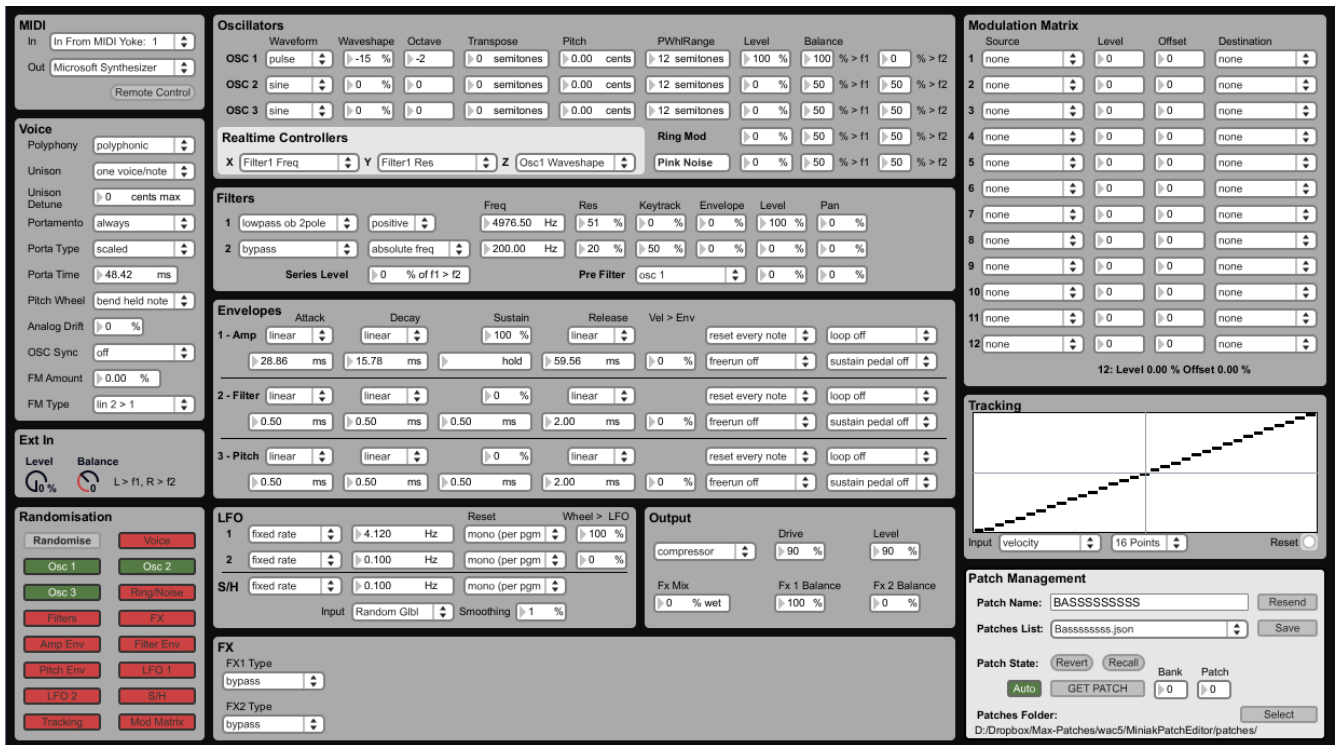 MIDI
In In From MIDI Yoke: 1
Out Microsoft Synthesizer
Remote Control
Voice
Polyphony polyphonic
Unison one voice/note
Unison Detune 0 cents max
Portamento always
Porta Type scaled
Porta Time 48.42 ms
Pitch Wheel bend held note
Analog Drift 0 %
OSC Sync off
FM Amount 0.00 %
FM Type lin 2 > 1
Ext In
Level Balance
0 % 0 L > f1, R > f2
Randomisation
Randomise Voice
Osc 1 Osc 2
Osc 3 Ring/Noise
Filters FX
Amp Env Filter Env
Pitch Env LFO 1
LFO 2 S/H
Tracking Mod Matrix
Oscillators
Waveform Waveshape Octave Transpose Pitch PWhlRange Level Balance
OSC 1 pulse -15 % -2 0 semitones 0.00 cents 12 semitones 100 % 100 % > f1 0 % > f2
OSC 2 sine 0 % 0 0 semitones 0.00 cents 12 semitones 0 % 50 % > f1 50 % > f2
OSC 3 sine 0 % 0 0 semitones 0.00 cents 12 semitones 0 % 50 % > f1 50 % > f2
Realtime Controllers Ring Mod 0 % 50 % > f1 50 % > f2
X Filter1 Freq Y Filter1 Res Z Osc1 Waveshape Pink Noise 0 % 50 % > f1 50 % > f2
Filters
Freq Res Keytrack Envelope Level Pan
1 lowpass ob 2pole positive 4976.50 Hz 51 % 0 % 0 % 100 % 0 %
2 bypass absolute freq 200.00 Hz 20 % 50 % 0 % 0 % 0 %
Series Level 0 % of f1 > f2 Pre Filter osc 1 0 % 0 %
Envelopes
Attack Decay Sustain Release Vel > Env
1 - Amp linear linear 100 % linear reset every note loop off
28.86 ms 15.78 ms hold 59.56 ms 0 % freerun off sustain pedal off
2 - Filter linear linear 0 % linear reset every note loop off
0.50 ms 0.50 ms 0.50 ms 2.00 ms 0 % freerun off sustain pedal off
3 - Pitch linear linear 0 % linear reset every note loop off
0.50 ms 0.50 ms 0.50 ms 2.00 ms 0 % freerun off sustain pedal off
LFO
Reset Wheel > LFO
1 fixed rate 4.120 Hz mono (per pgm 100 %
2 fixed rate 0.100 Hz mono (per pgm 0 %
S/H fixed rate 0.100 Hz mono (per pgm
Input Random Glbl Smoothing 1 %
Output
Drive Level
compressor 90 % 90 %
Fx Mix Fx 1 Balance Fx 2 Balance
0 % wet 100 % 0 %
FX
FX1 Type
bypass
FX2 Type
bypass
Modulation Matrix
Source Level Offset Destination
1 none 0 0 none
2 none 0 0 none
3 none 0 0 none
4 none 0 0 none
5 none 0 0 none
6 none 0 0 none
7 none 0 0 none
8 none 0 0 none
9 none 0 0 none
10 none 0 0 none
11 none 0 0 none
12 none 0 0 none
12: Level 0.00 % Offset 0.00 %
Tracking
Input velocity 16 Points Reset
Patch Management
Patch Name: BASSSSSSSSS Resend
Patches List: Basssssssss.json Save
Patch State: Revert Recall Bank Patch
Auto GET PATCH 0 0
Patches Folder: Select
D:/Dropbox/Max-Patches/wac5/MiniakPatchEditor/patches/